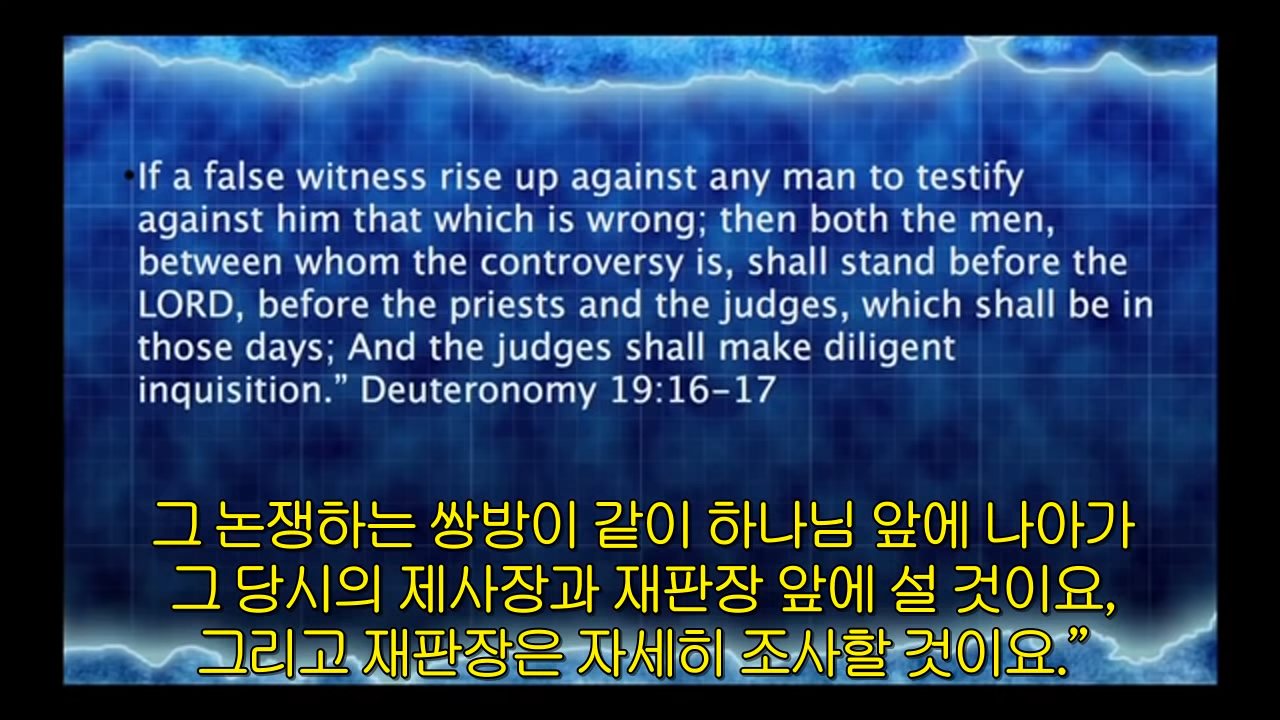 •If a false witness rise up against any man to testify
against him that which is wrong; then both the men,
between whom the controversy is, shall stand before the
LORD, before the priests and the judges, which shall be in
those days; And the judges shall make diligent
inquisition.” Deuteronomy 19:16–17
그 논쟁하는 쌍방이 같이 하나님 앞에 나아가
그 당시의 제사장과 재판장 앞에 설 것이요,
그리고 재판장은 자세히 조사할 것이요.”